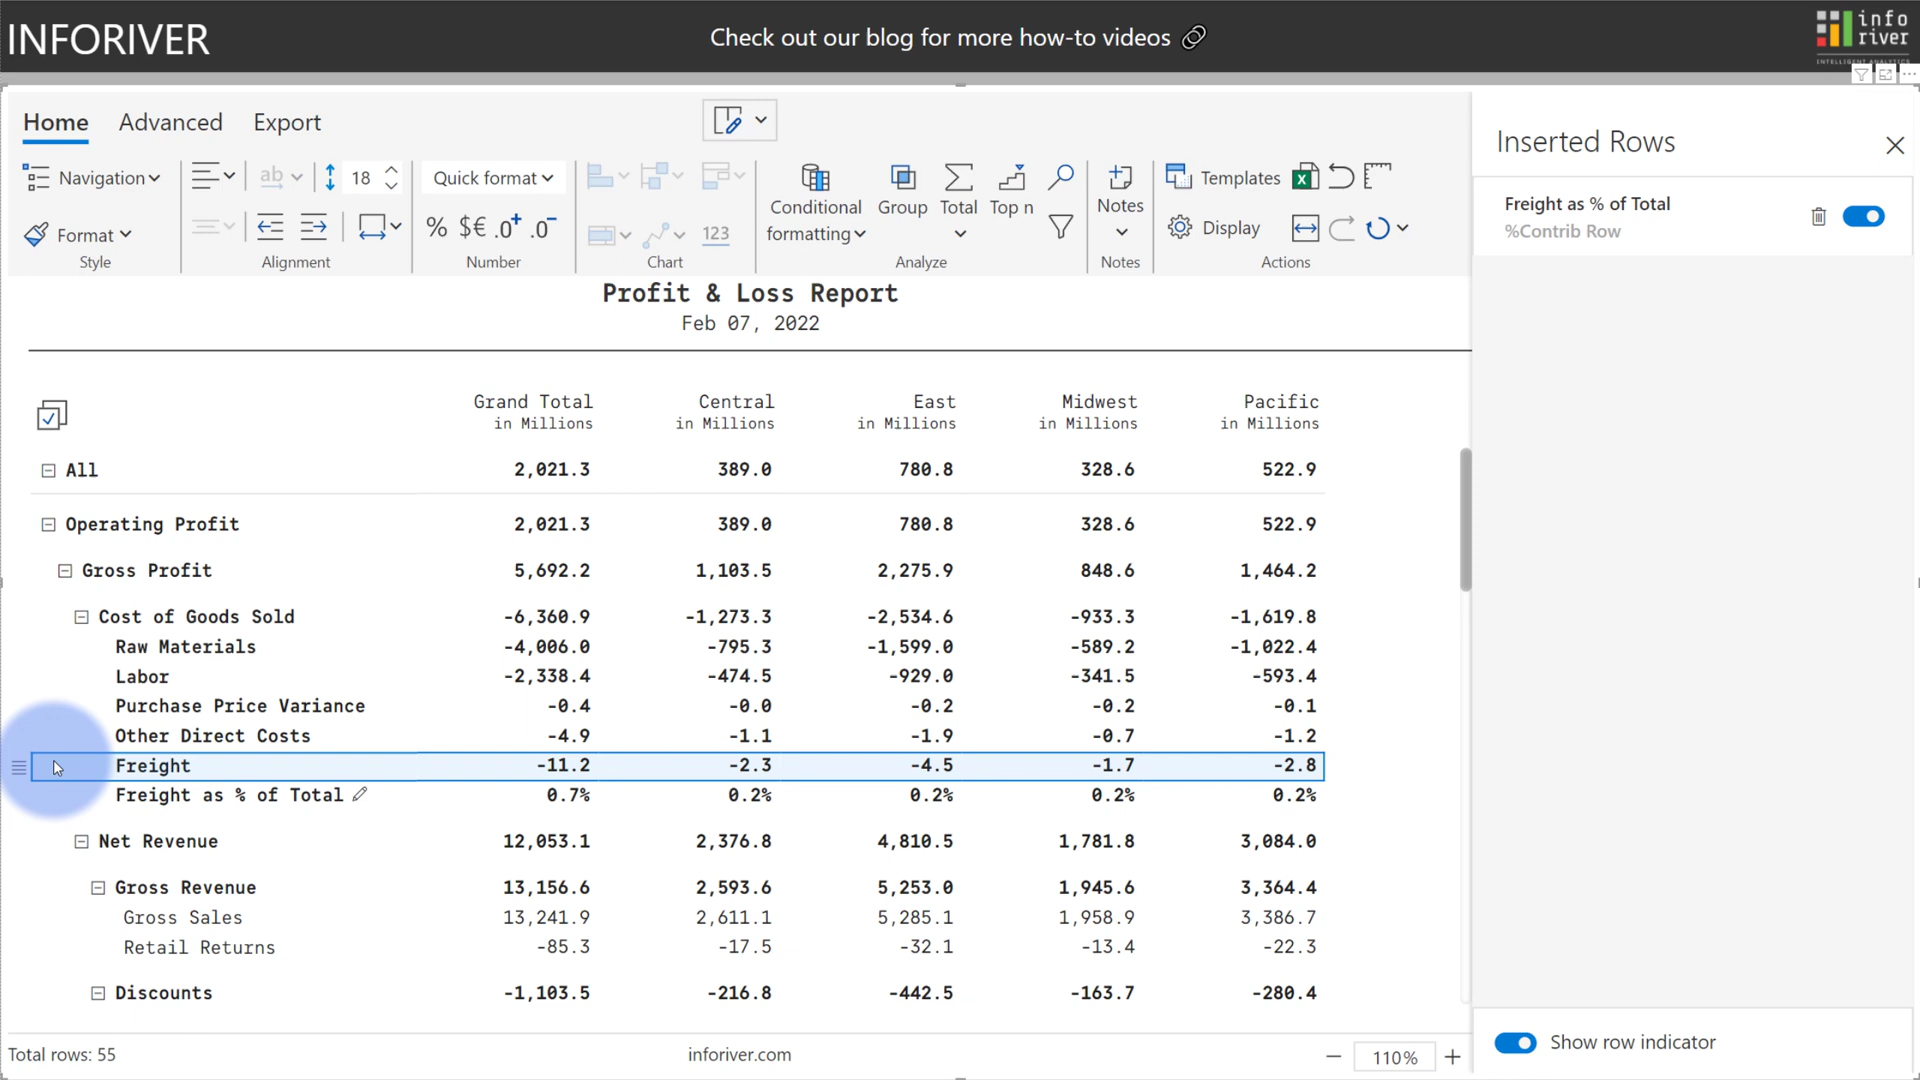 INFORIVER
Check out our blog for more how-to videos
info
river
INTELLIGENT ANALYTICS
Home
Advanced
Export
Navigation
ab
18
Quick format
Format
Style
Alignment
% $€ .0+ .0-
Number
123
Chart
Conditional
formatting
Group
Total
Top n
Analyze
Notes
Notes
Templates
Display
Actions
Inserted Rows
Freight as % of Total
%Contrib Row
Profit & Loss Report
Feb 07, 2022
Grand Total Central East Midwest Pacific
in Millions in Millions in Millions in Millions in Millions
All 2,021.3 389.0 780.8 328.6 522.9
Operating Profit 2,021.3 389.0 780.8 328.6 522.9
Gross Profit 5,692.2 1,103.5 2,275.9 848.6 1,464.2
Cost of Goods Sold -6,360.9 -1,273.3 -2,534.6 -933.3 -1,619.8
Raw Materials -4,006.0 -795.3 -1,599.0 -589.2 -1,022.4
Labor -2,338.4 -474.5 -929.0 -341.5 -593.4
Purchase Price Variance -0.4 -0.0 -0.2 -0.2 -0.1
Other Direct Costs -4.9 -1.1 -1.9 -0.7 -1.2
Freight -11.2 -2.3 -4.5 -1.7 -2.8
Freight as % of Total 0.7% 0.2% 0.2% 0.2% 0.2%
Net Revenue 12,053.1 2,376.8 4,810.5 1,781.8 3,084.0
Gross Revenue 13,156.6 2,593.6 5,253.0 1,945.6 3,364.4
Gross Sales 13,241.9 2,611.1 5,285.1 1,958.9 3,386.7
Retail Returns -85.3 -17.5 -32.1 -13.4 -22.3
Discounts -1,103.5 -216.8 -442.5 -163.7 -280.4
Total rows: 55
inforiver.com
110%
Show row indicator